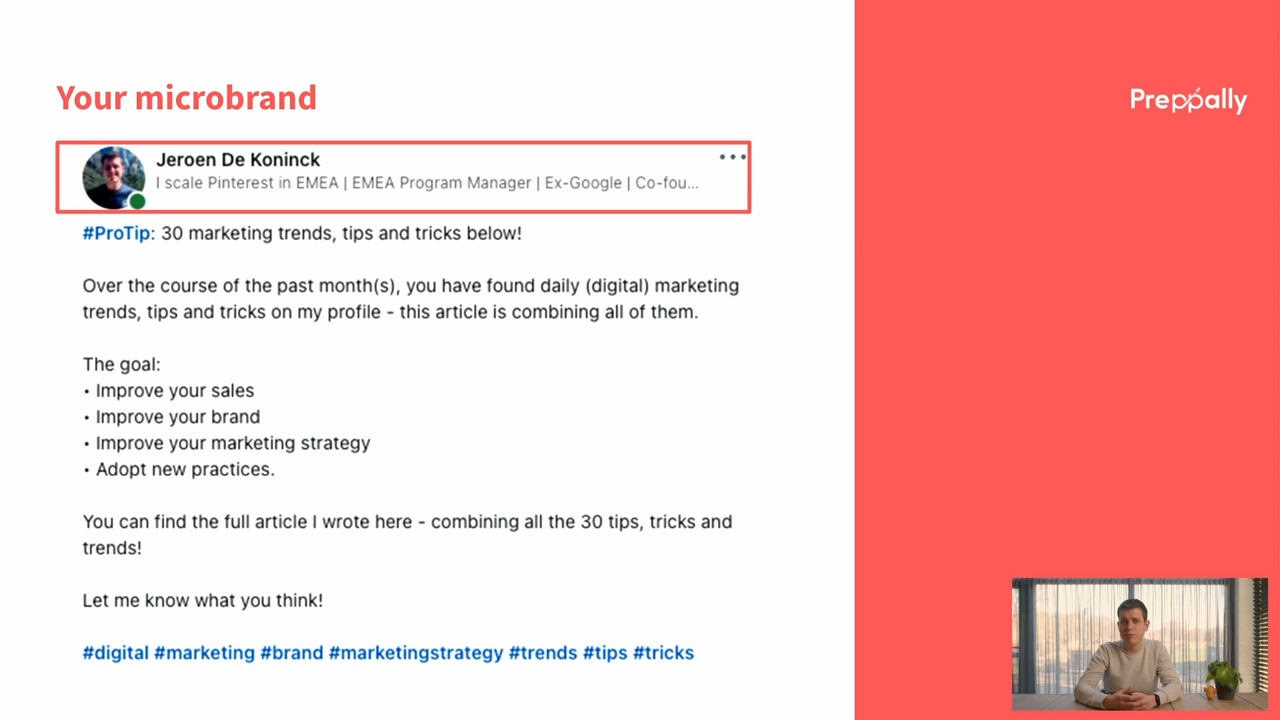 Your microbrand
Preppally
Jeroen De Koninck
I scale Pinterest in EMEA | EMEA Program Manager | Ex-Google | Co-fou...
#ProTip: 30 marketing trends, tips and tricks below!
Over the course of the past month(s), you have found daily (digital) marketing
trends, tips and tricks on my profile - this article is combining all of them.
The goal:
• Improve your sales
• Improve your brand
• Improve your marketing strategy
• Adopt new practices.
You can find the full article I wrote here - combining all the 30 tips, tricks and
trends!
Let me know what you think!
#digital #marketing #brand #marketingstrategy #trends #tips #tricks